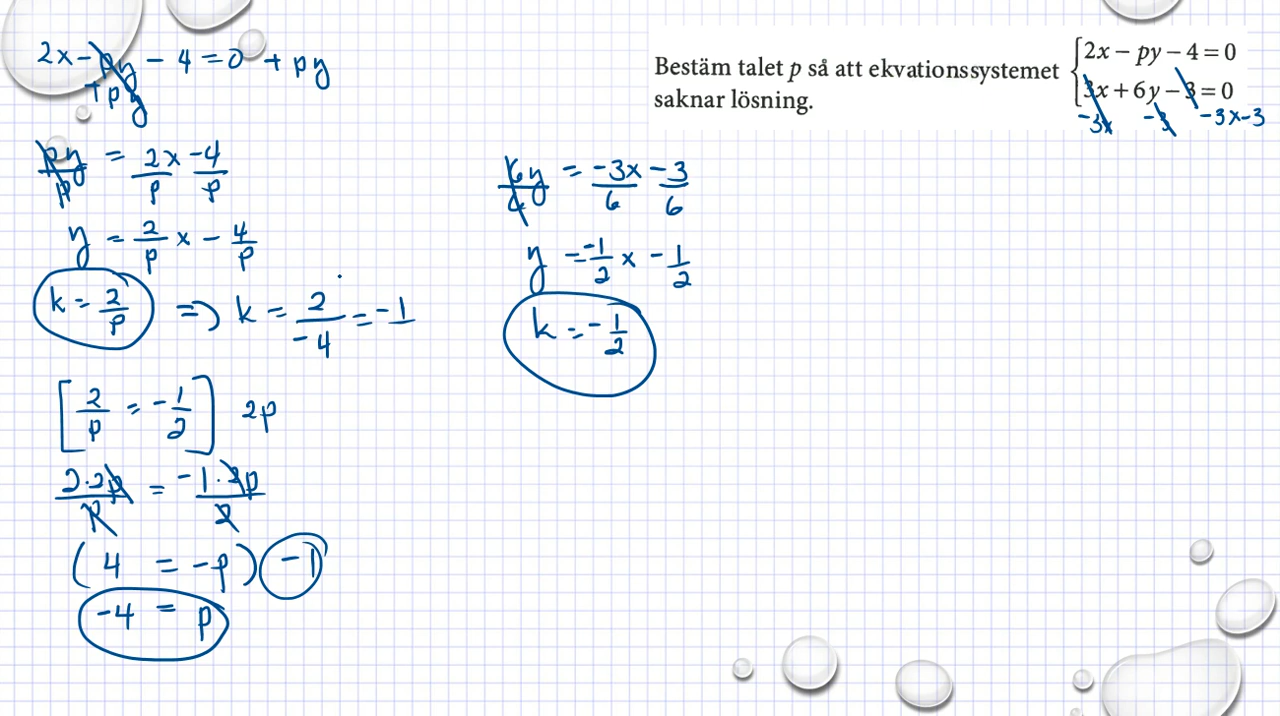 Bestäm talet p så att ekvationssystemet
saknar lösning.
2x − py − 4 = 0
3x + 6y − 3 = 0
-3x -3 -3x-3
2x - py - 4 = 0 + py
+ py
py/p = 2x/p -4/p
y = 2/p x - 4/p
k = 2/p => k = 2/-4 = -1
[2/p = -1/2] 2p
2·2p/p = -1·2p/2
(4 = -p) -1
-4 = p
6y/6 = -3x/6 -3/6
y = -1/2 x - 1/2
k = -1/2